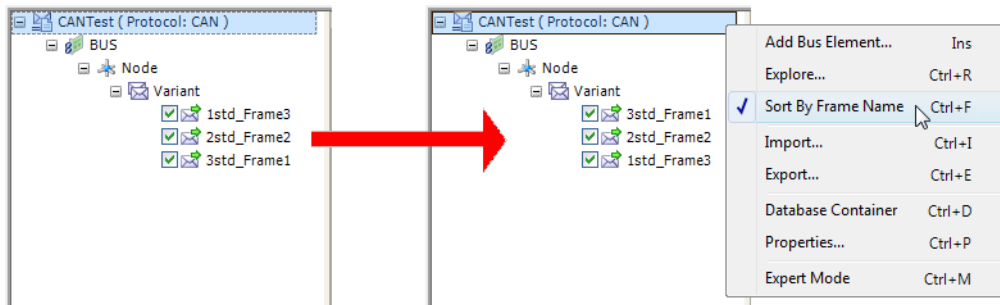 CANTest ( Protocol: CAN )
BUS
Node
Variant
1std_Frame3
2std_Frame2
3std_Frame1
CANTest ( Protocol: CAN )
BUS
Node
Variant
3std_Frame1
2std_Frame2
1std_Frame3
Add Bus Element... Ins
Explore... Ctrl+R
Sort By Frame Name Ctrl+F
Import... Ctrl+I
Export... Ctrl+E
Database Container Ctrl+D
Properties... Ctrl+P
Expert Mode Ctrl+M